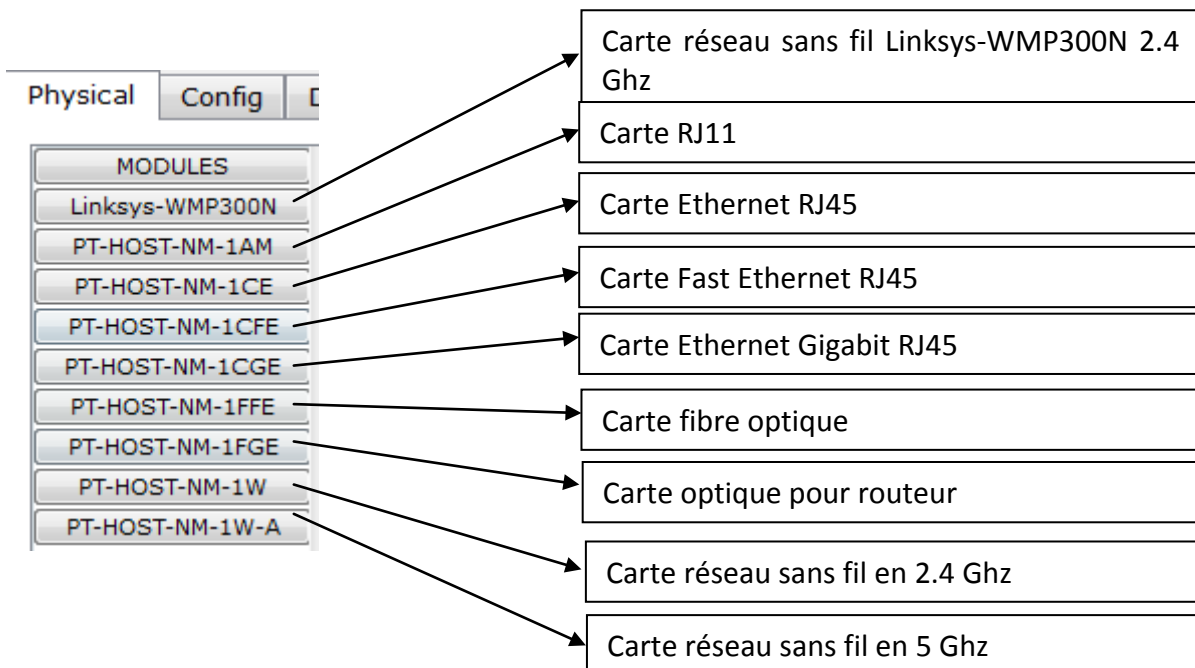 Physical
Config
MODULES
Linksys-WMP300N
PT-HOST-NM-1AM
PT-HOST-NM-1CE
PT-HOST-NM-1CFE
PT-HOST-NM-1CGE
PT-HOST-NM-1FFE
PT-HOST-NM-1FGE
PT-HOST-NM-1W
PT-HOST-NM-1W-A
Carte réseau sans fil Linksys-WMP300N 2.4
Ghz
Carte RJ11
Carte Ethernet RJ45
Carte Fast Ethernet RJ45
Carte Ethernet Gigabit RJ45
Carte fibre optique
Carte optique pour routeur
Carte réseau sans fil en 2.4 Ghz
Carte réseau sans fil en 5 Ghz